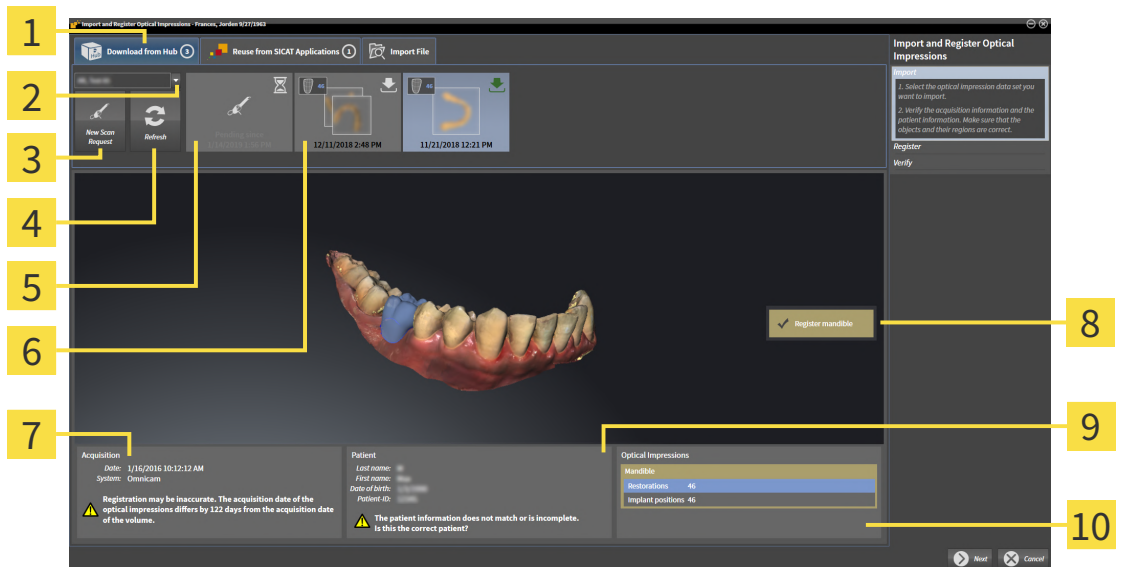 Import and Register Optical Impressions - Frances, Jorden 9/27/1963
1
Download from Hub 3
Reuse from SICAT Applications 1
Import File
Import and Register Optical
Impressions
Import
1. Select the optical impression data set you
want to import.
2. Verify the acquisition information and the
patient information. Make sure that the
objects and their regions are correct.
Register
Verify
2
46
46
New Scan
Request
Refresh
Pending since
12/11/2018 2:48 PM
11/21/2018 12:21 PM
3
4
5
6
Register mandible
8
7
9
Acquisition
Date: 1/16/2016 10:12:12 AM
System: Omnicam
Registration may be inaccurate. The acquisition date of the
optical impressions differs by 122 days from the acquisition date
of the volume.
Patient
Last name:
First name:
Date of birth:
Patient-ID:
The patient information does not match or is incomplete.
Is this the correct patient?
Optical Impressions
Mandible
Restorations 46
Implant positions 46
10
Next
Cancel